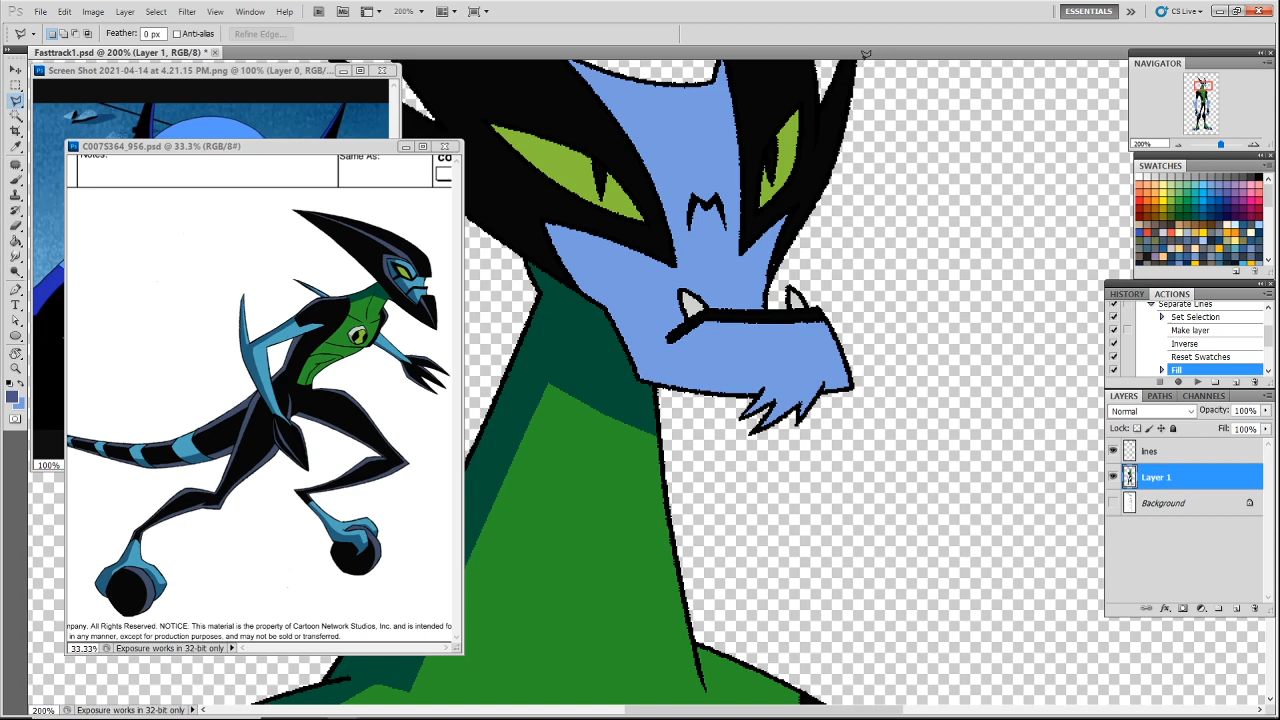 Ps File Edit Image Layer Select Filter View Window Help Br Mb 200% ESSENTIALS CS Live
Feather: 0 px Anti-alias Refine Edge...
Fasttrack1.psd @ 200% (Layer 1, RGB/8) *
Screen Shot 2021-04-14 at 4.21.15 PM.png @ 100% (Layer 0, RGB/...
NAVIGATOR
200%
C007S364_956.psd @ 33.3% (RGB/8#)
Notes:
Same As:
SWATCHES
HISTORY ACTIONS
Separate Lines
Set Selection
Make layer
Inverse
Reset Swatches
Fill
LAYERS PATHS CHANNELS
Normal Opacity: 100%
Lock: Fill: 100%
lines
Layer 1
Background
100%
mpany. All Rights Reserved. NOTICE: This material is the property of Cartoon Network Studios, Inc. and is intended fo
in any manner, except for production purposes, and may not be sold or transferred.
33.33% Exposure works in 32-bit only
200% Exposure works in 32-bit only